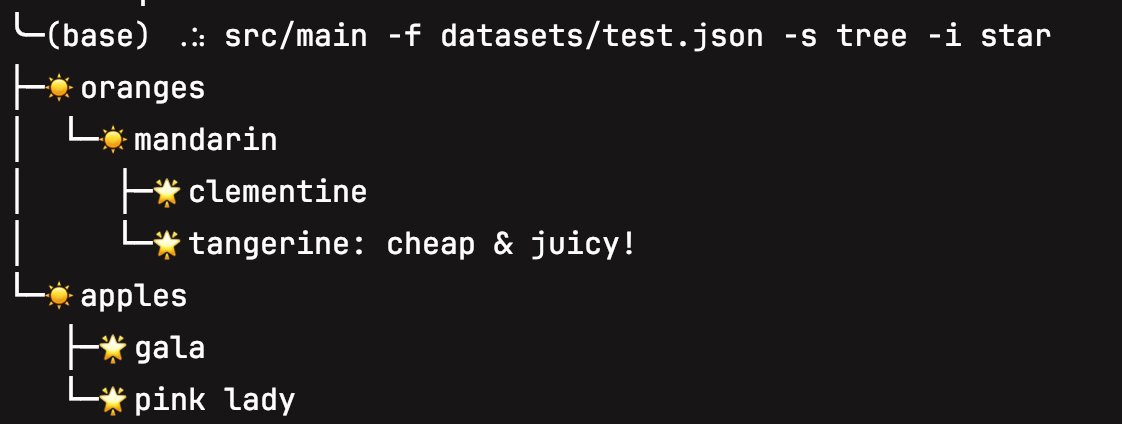 ╰─(base) .:. src/main -f datasets/test.json -s tree -i star
├─☀️oranges
│  └─☀️mandarin
│     ├─🌟clementine
│     └─🌟tangerine: cheap & juicy!
└─☀️apples
   ├─🌟gala
   └─🌟pink lady